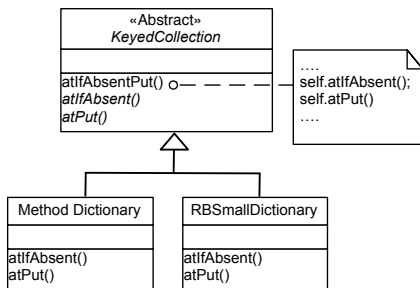 «Abstract»
KeyedCollection
atIfAbsentPut()
atIfAbsent()
atPut()
....
self.atIfAbsent();
self.atPut()
....
Method Dictionary
atIfAbsent()
atPut()
RBSmallDictionary
atIfAbsent()
atPut()